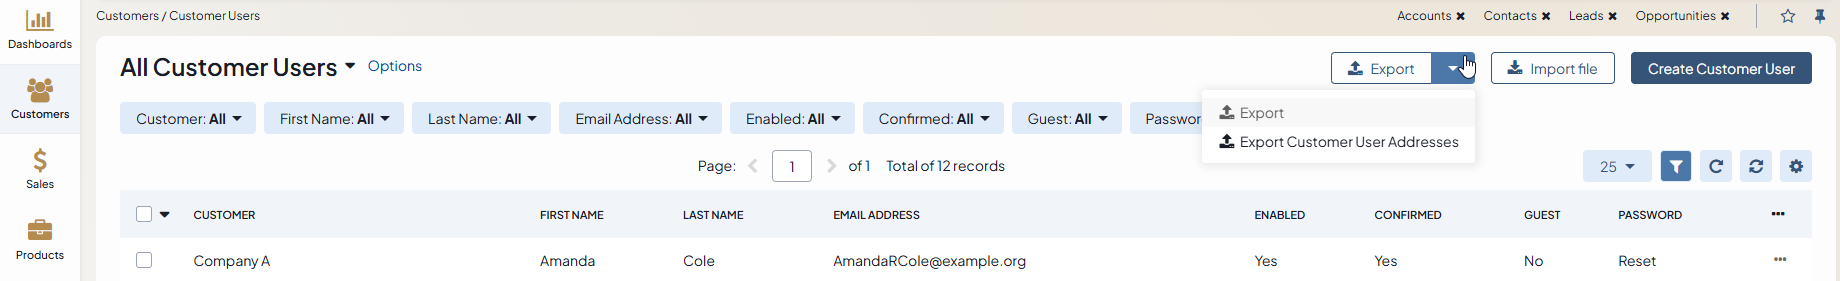 Dashboards
Customers
Sales
Products
Customers / Customer Users
Accounts ✖ Contacts ✖ Leads ✖ Opportunities ✖
All Customer Users Options
Export Import file Create Customer User
Customer: All First Name: All Last Name: All Email Address: All Enabled: All Confirmed: All Guest: All
Export
Export Customer User Addresses
Page: 1 of 1 Total of 12 records 25
CUSTOMER FIRST NAME LAST NAME EMAIL ADDRESS ENABLED CONFIRMED GUEST PASSWORD
Company A Amanda Cole AmandaRCole@example.org Yes Yes No Reset